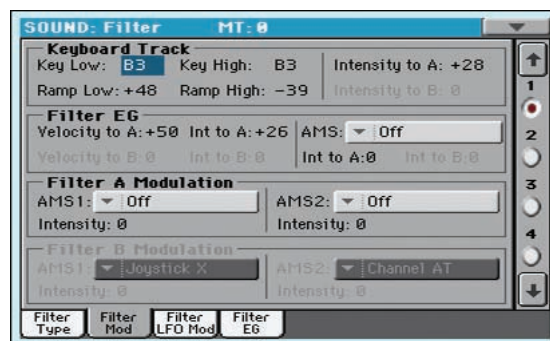 SOUND: Filter MT: 0
Keyboard Track
Key Low: B3 Key High: B3 Intensity to A: +28
Ramp Low: +48 Ramp High: -39 Intensity to B: 0
Filter EG
Velocity to A: +50 Int to A: +26 AMS: Off
Velocity to B: 0 Int to B: 0 Int to A:0 Int to B:0
Filter A Modulation
AMS1: Off AMS2: Off
Intensity: 0 Intensity: 0
Filter B Modulation
AMS1: Joystick X AMS2: Channel AT
Intensity: 0 Intensity: 0
Filter Type Filter Mod Filter LFO Mod Filter EG
1
2
3
4